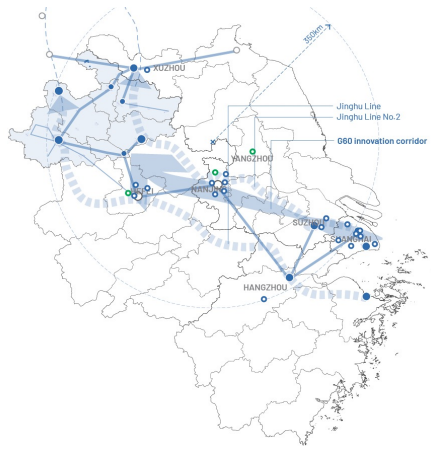 350km
XUZHOU
Jinghu Line
Jinghu Line No.2
G60 innovation corridor
YANGZHOU
NANJING
SUZHOU
SHANGHAI
HANGZHOU